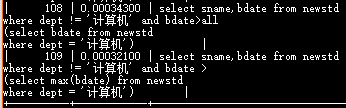 108 | 0.00034300 | select sname,bdate from newstd
where dept != '计算机' and bdate>all
(select bdate from newstd
where dept = '计算机') |
109 | 0.00032100 | select sname,bdate from newstd
where dept != '计算机' and bdate >
(select max(bdate) from newstd
where dept = '计算机') |